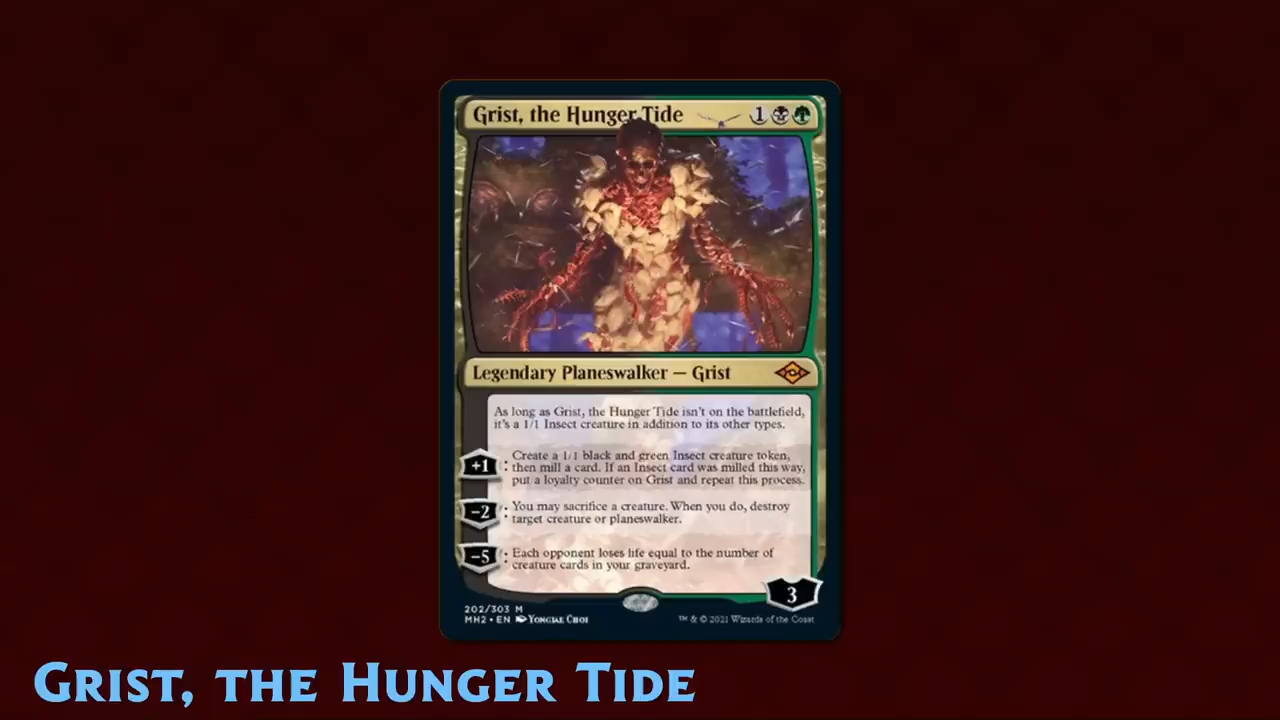 Grist, the Hunger Tide 1
Legendary Planeswalker — Grist
As long as Grist, the Hunger Tide isn't on the battlefield,
it's a 1/1 Insect creature in addition to its other types.
+1 : Create a 1/1 black and green Insect creature token,
then mill a card. If an Insect card was milled this way,
put a loyalty counter on Grist and repeat this process.
−2 : You may sacrifice a creature. When you do, destroy
target creature or planeswalker.
−5 : Each opponent loses life equal to the number of
creature cards in your graveyard.
3
202/303 M
MH2 • EN Yongjae Choi
™ & © 2021 Wizards of the Coast
Grist, the Hunger Tide